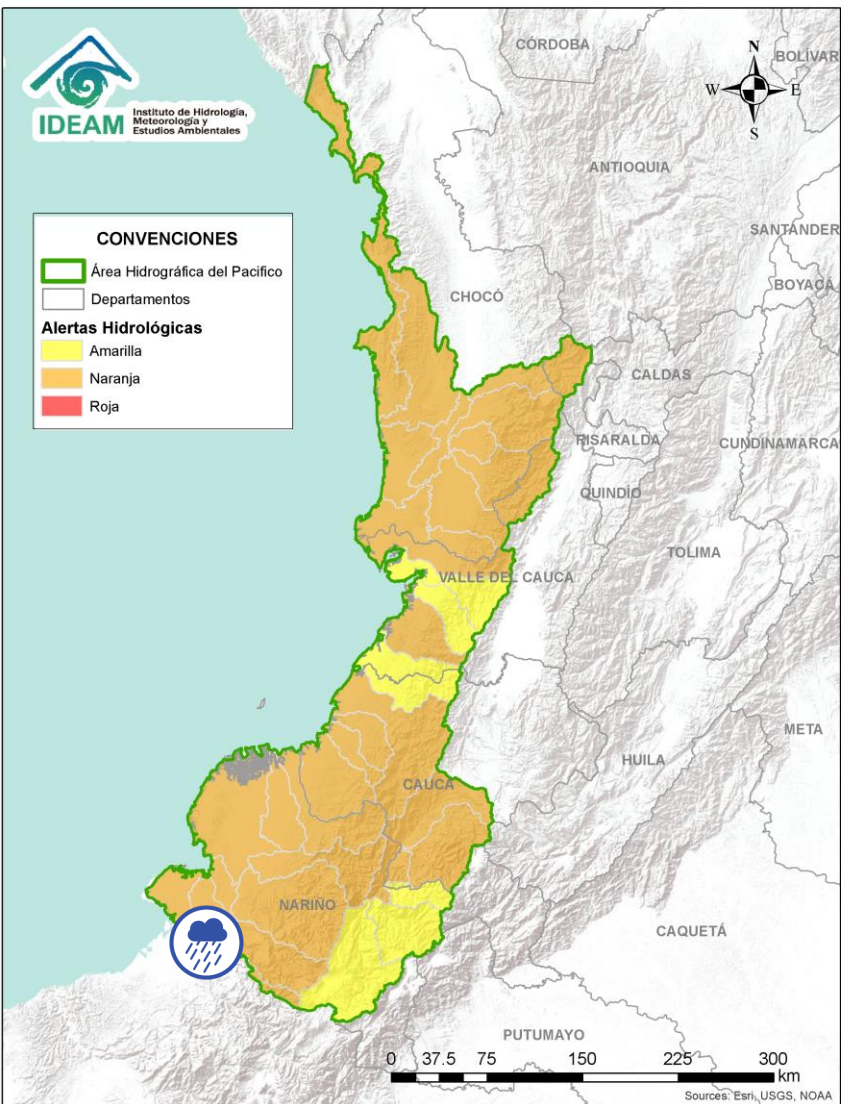 IDEAM
Instituto de Hidrología,
Meteorología y
Estudios Ambientales
CÓRDOBA
BOLÍVAR
N
W
E
S
ANTIOQUIA
SANTANDER
BOYACÁ
CONVENCIONES
Área Hidrográfica del Pacifico
Departamentos
Alertas Hidrológicas
Amarilla
Naranja
Roja
CHOCÓ
CALDAS
RISARALDA
CUNDINAMARCA
QUINDÍO
TOLIMA
VALLE DEL CAUCA
META
HUILA
CAUCA
NARIÑO
CAQUETÁ
PUTUMAYO
0 37.5 75 150 225 300
km
Sources: Esri, USGS, NOAA